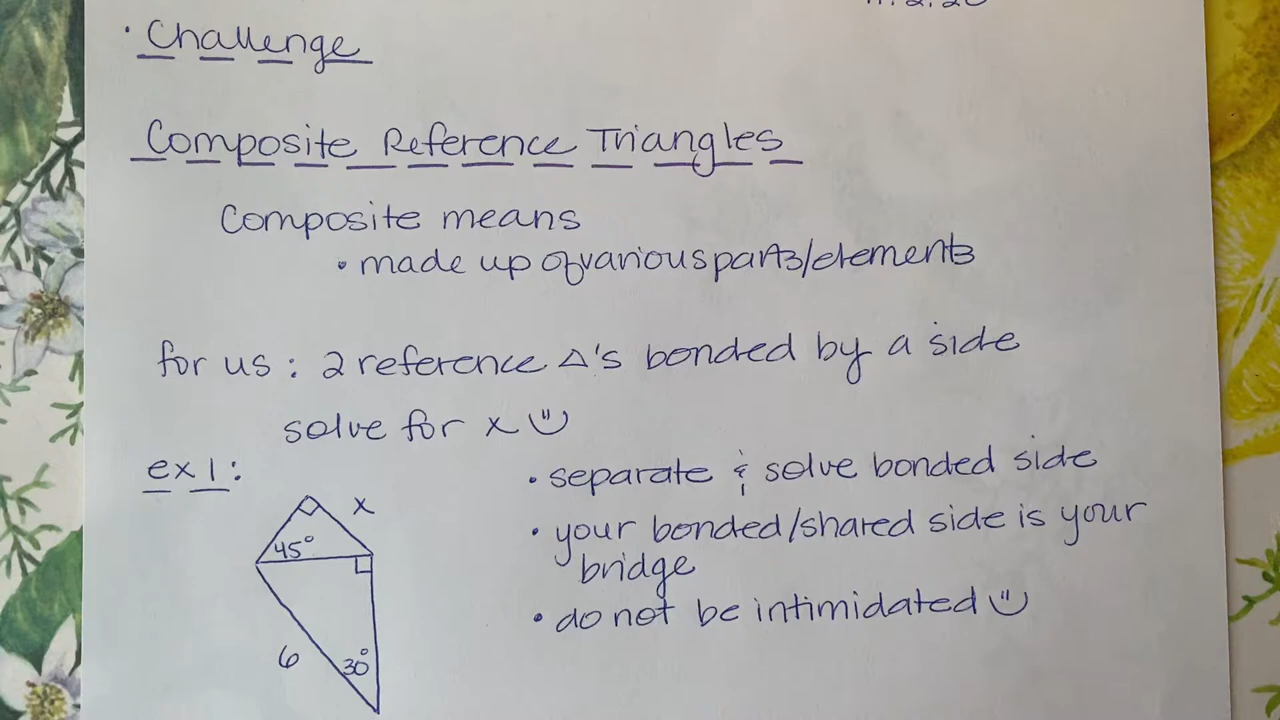 · Challenge
Composite Reference Triangles
Composite means
· made up of various parts/elements
for us: 2 reference △'s bonded by a side
solve for x
ex 1:
· separate & solve bonded side
x
· your bonded/shared side is your
45°
bridge
· do not be intimidated
6
30°